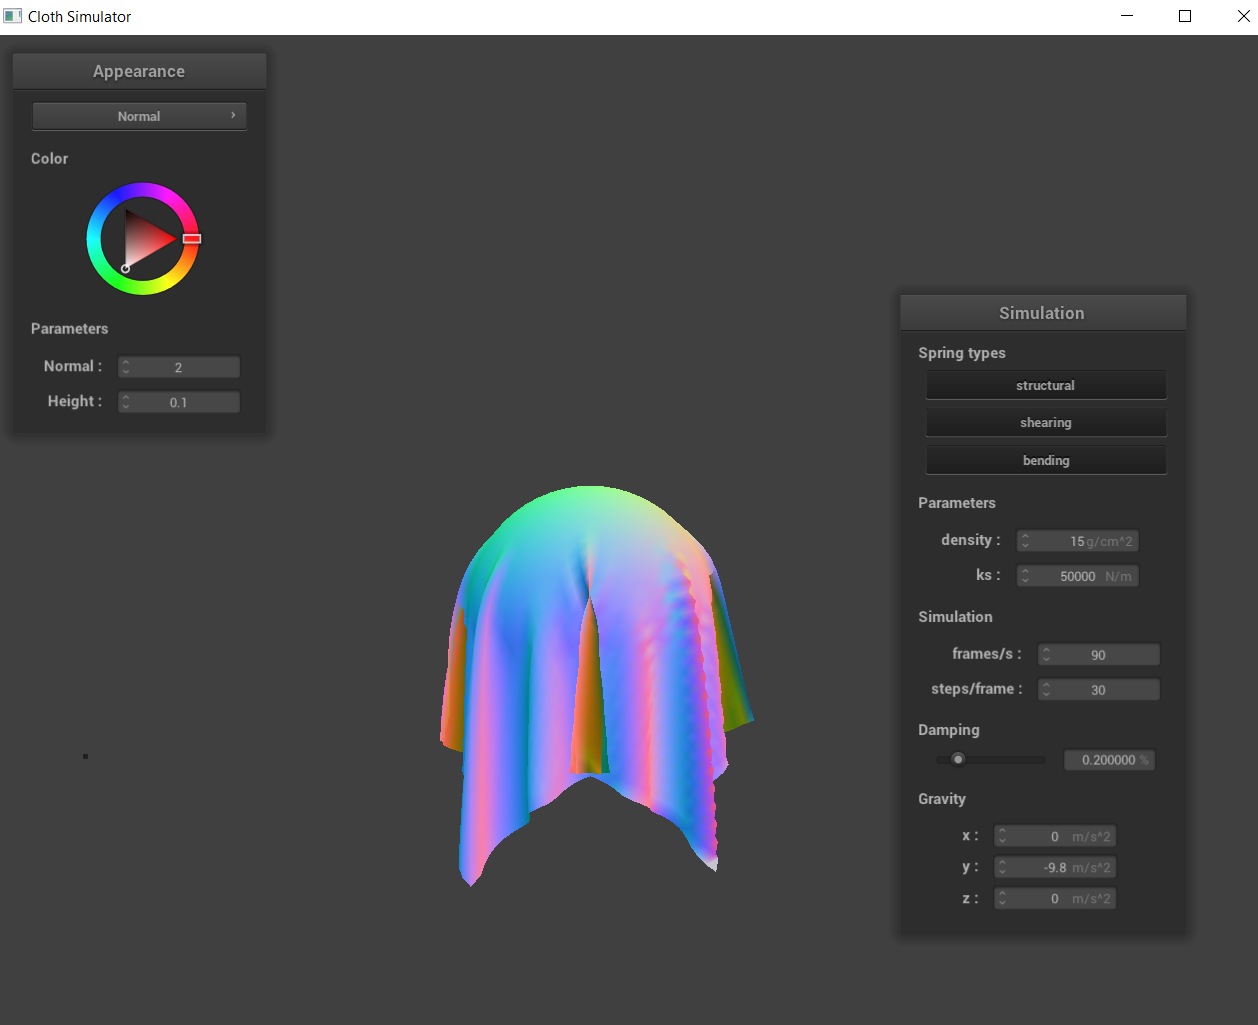 Cloth Simulator
Appearance
Normal
Color
Parameters
Normal : 2
Height : 0.1
Simulation
Spring types
structural
shearing
bending
Parameters
density : 15 g/cm^2
ks : 50000 N/m
Simulation
frames/s : 90
steps/frame : 30
Damping
0.200000 %
Gravity
x : 0 m/s^2
y : -9.8 m/s^2
z : 0 m/s^2